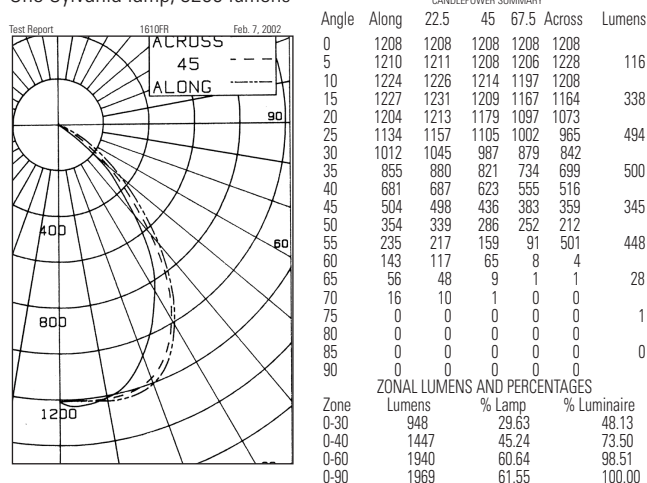 Test Report 1610FR Feb. 7, 2002
ACROSS
45
ALONG
90
60
400
800
1200
CANDLEPOWER SUMMARY
Angle Along 22.5 45 67.5 Across Lumens
0 1208 1208 1208 1208 1208
5 1210 1211 1208 1206 1228 116
10 1224 1226 1214 1197 1208
15 1227 1231 1209 1167 1164 338
20 1204 1213 1179 1097 1073
25 1134 1157 1105 1002 965 494
30 1012 1045 987 879 842
35 855 880 821 734 699 500
40 681 687 623 555 516
45 504 498 436 383 359 345
50 354 339 286 252 212
55 235 217 159 91 501 448
60 143 117 65 8 4
65 56 48 9 1 1 28
70 16 10 1 0 0
75 0 0 0 0 0 1
80 0 0 0 0 0
85 0 0 0 0 0 0
90 0 0 0 0 0
ZONAL LUMENS AND PERCENTAGES
Zone Lumens % Lamp % Luminaire
0-30 948 29.63 48.13
0-40 1447 45.24 73.50
0-60 1940 60.64 98.51
0-90 1969 61.55 100.00